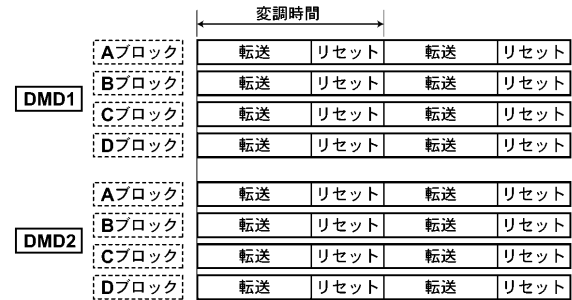 変調時間
Aブロック 転送 リセット 転送 リセット
Bブロック 転送 リセット 転送 リセット
DMD1
Cブロック 転送 リセット 転送 リセット
Dブロック 転送 リセット 転送 リセット
Aブロック 転送 リセット 転送 リセット
Bブロック 転送 リセット 転送 リセット
DMD2
Cブロック 転送 リセット 転送 リセット
Dブロック 転送 リセット 転送 リセット